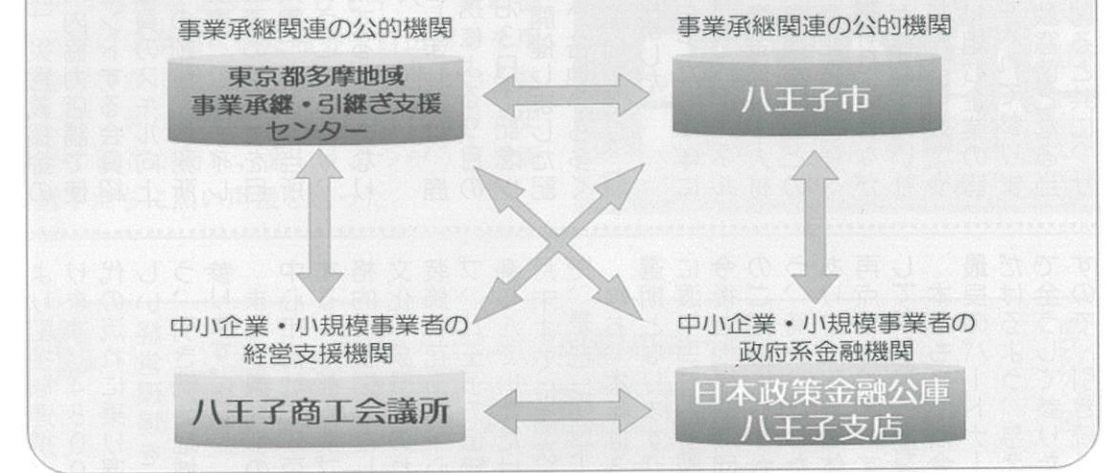 事業承継関連の公的機関
東京都多摩地域
事業承継・引継ぎ支援
センター
事業承継関連の公的機関
八王子市
中小企業・小規模事業者の
経営支援機関
八王子商工会議所
中小企業・小規模事業者の
政府系金融機関
日本政策金融公庫
八王子支店